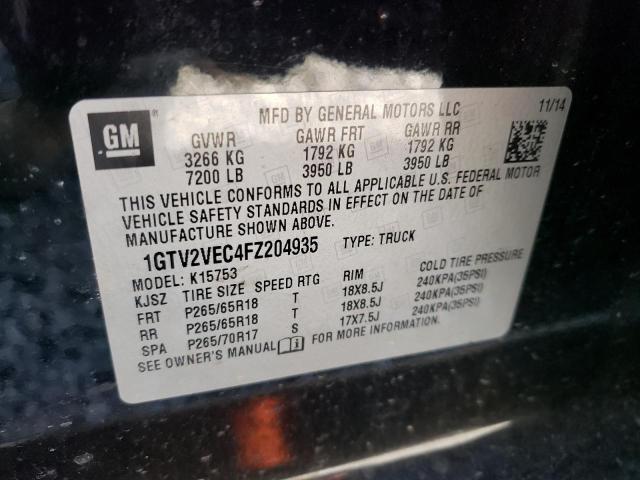 GM
MFD BY GENERAL MOTORS LLC
11/14
GVWR GAWR FRT GAWR RR
3266 KG 1792 KG 1792 KG
7200 LB 3950 LB 3950 LB
THIS VEHICLE CONFORMS TO ALL APPLICABLE U.S. FEDERAL MOTOR
VEHICLE SAFETY STANDARDS IN EFFECT ON THE DATE OF
MANUFACTURE SHOWN ABOVE.
1GTV2VEC4FZ204935 TYPE: TRUCK
MODEL: K15753
KJSZ TIRE SIZE SPEED RTG RIM COLD TIRE PRESSURE
FRT P265/65R18 T 18X8.5J 240KPA(35PSI)
RR P265/65R18 T 18X8.5J 240KPA(35PSI)
SPA P265/70R17 S 17X7.5J 240KPA(35PSI)
SEE OWNER'S MANUAL FOR MORE INFORMATION.